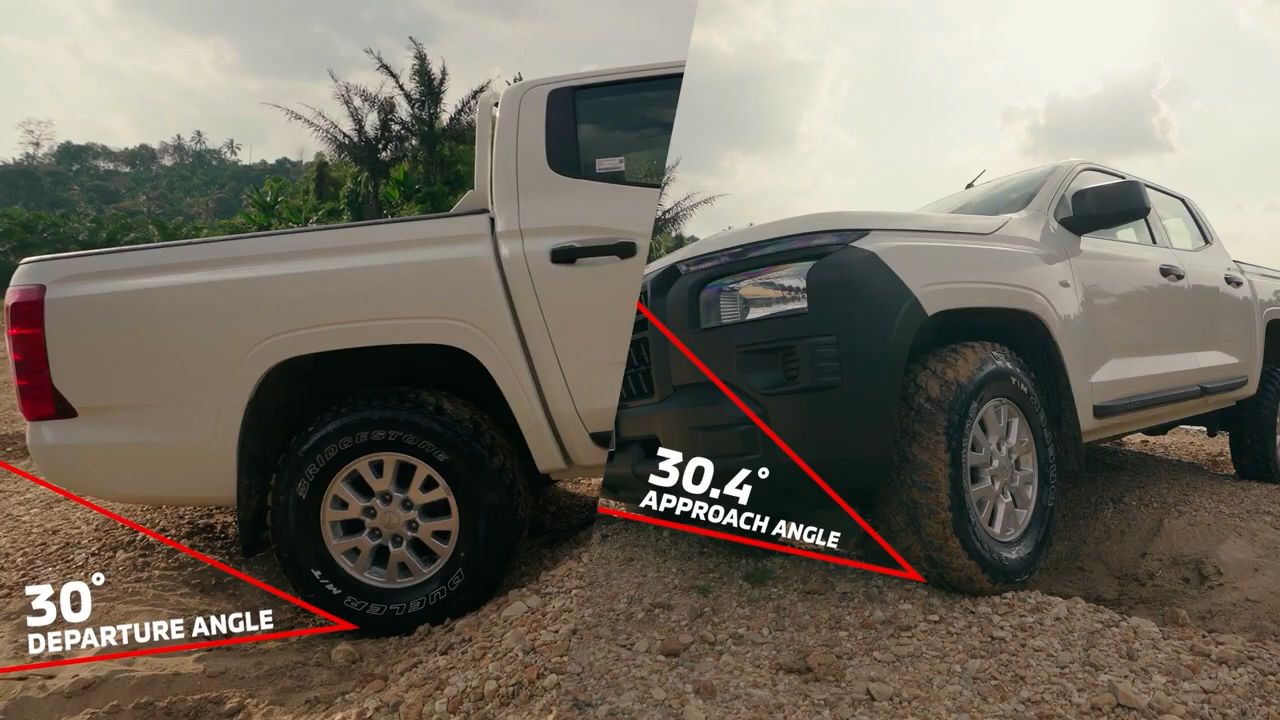 30°
DEPARTURE ANGLE
BRIDGESTONE
DUELER M/T
30.4°
APPROACH ANGLE